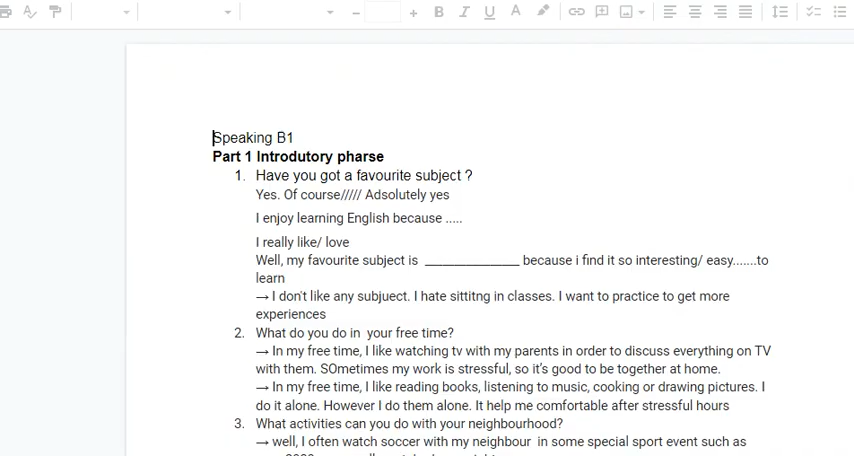 Speaking B1
Part 1 Introdutory pharse
1. Have you got a favourite subject ?
Yes. Of course///// Adsolutely yes
I enjoy learning English because .....
I really like/ love
Well, my favourite subject is ______________ because i find it so interesting/ easy.......to
learn
→ I don't like any subjuect. I hate sittitng in classes. I want to practice to get more
experiences
2. What do you do in your free time?
→ In my free time, I like watching tv with my parents in order to discuss everything on TV
with them. SOmetimes my work is stressful, so it's good to be together at home.
→ In my free time, I like reading books, listening to music, cooking or drawing pictures. I
do it alone. However I do them alone. It help me comfortable after stressful hours
3. What activities can you do with your neighbourhood?
→ well, I often watch soccer with my neighbour in some special sport event such as